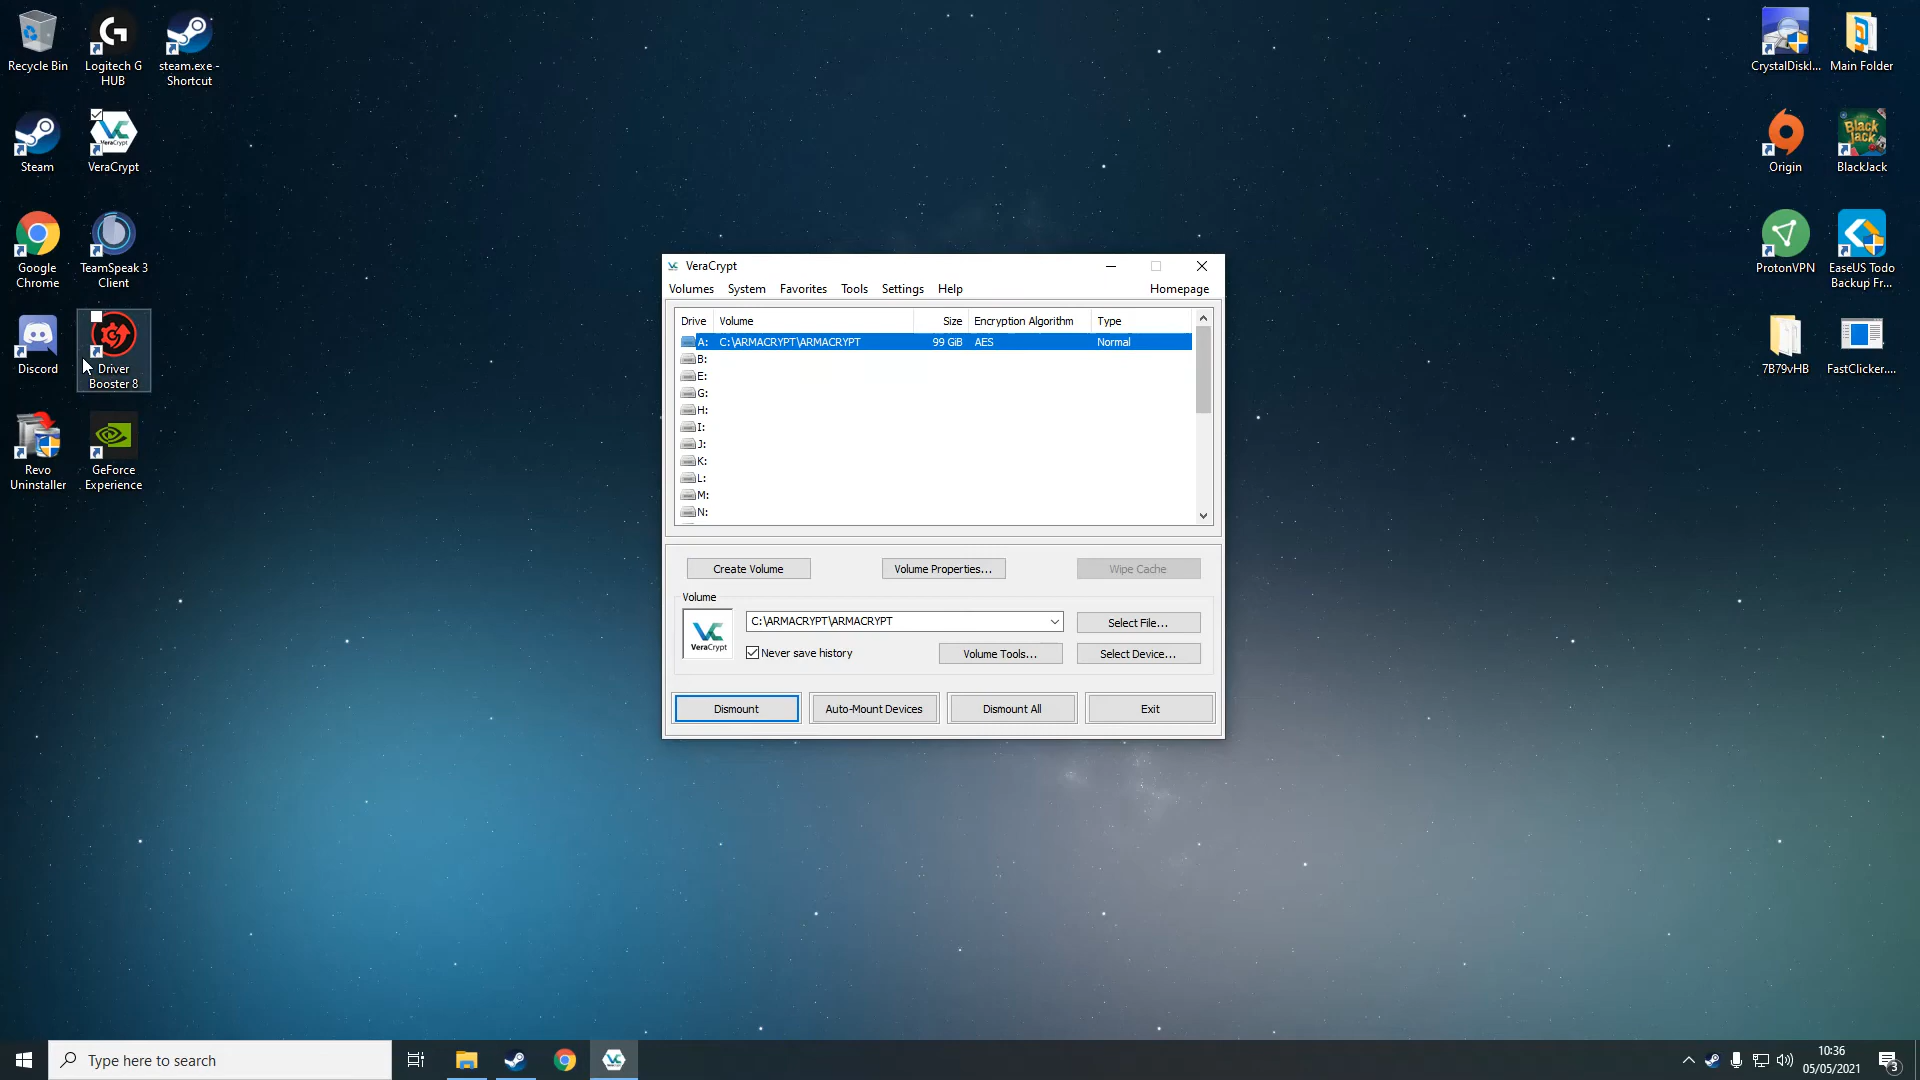 Recycle Bin
Logitech G
HUB
steam.exe -
Shortcut
Steam
VeraCrypt
Google
Chrome
TeamSpeak 3
Client
Discord
Driver
Booster 8
Revo
Uninstaller
GeForce
Experience
CrystalDiskI...
Main Folder
Origin
Black
Jack
BlackJack
ProtonVPN
EaseUS Todo
Backup Fr...
7B79vHB
FastClicker....
VeraCrypt
Volumes System Favorites Tools Settings Help Homepage
Drive Volume Size Encryption Algorithm Type
A: C:\ARMACRYPT\ARMACRYPT 99 GiB AES Normal
B:
E:
G:
H:
I:
J:
K:
L:
M:
N:
Create Volume Volume Properties... Wipe Cache
Volume
VeraCrypt
C:\ARMACRYPT\ARMACRYPT
Select File...
Never save history
Volume Tools...
Select Device...
Dismount Auto-Mount Devices Dismount All Exit
Type here to search
10:36
05/05/2021
3